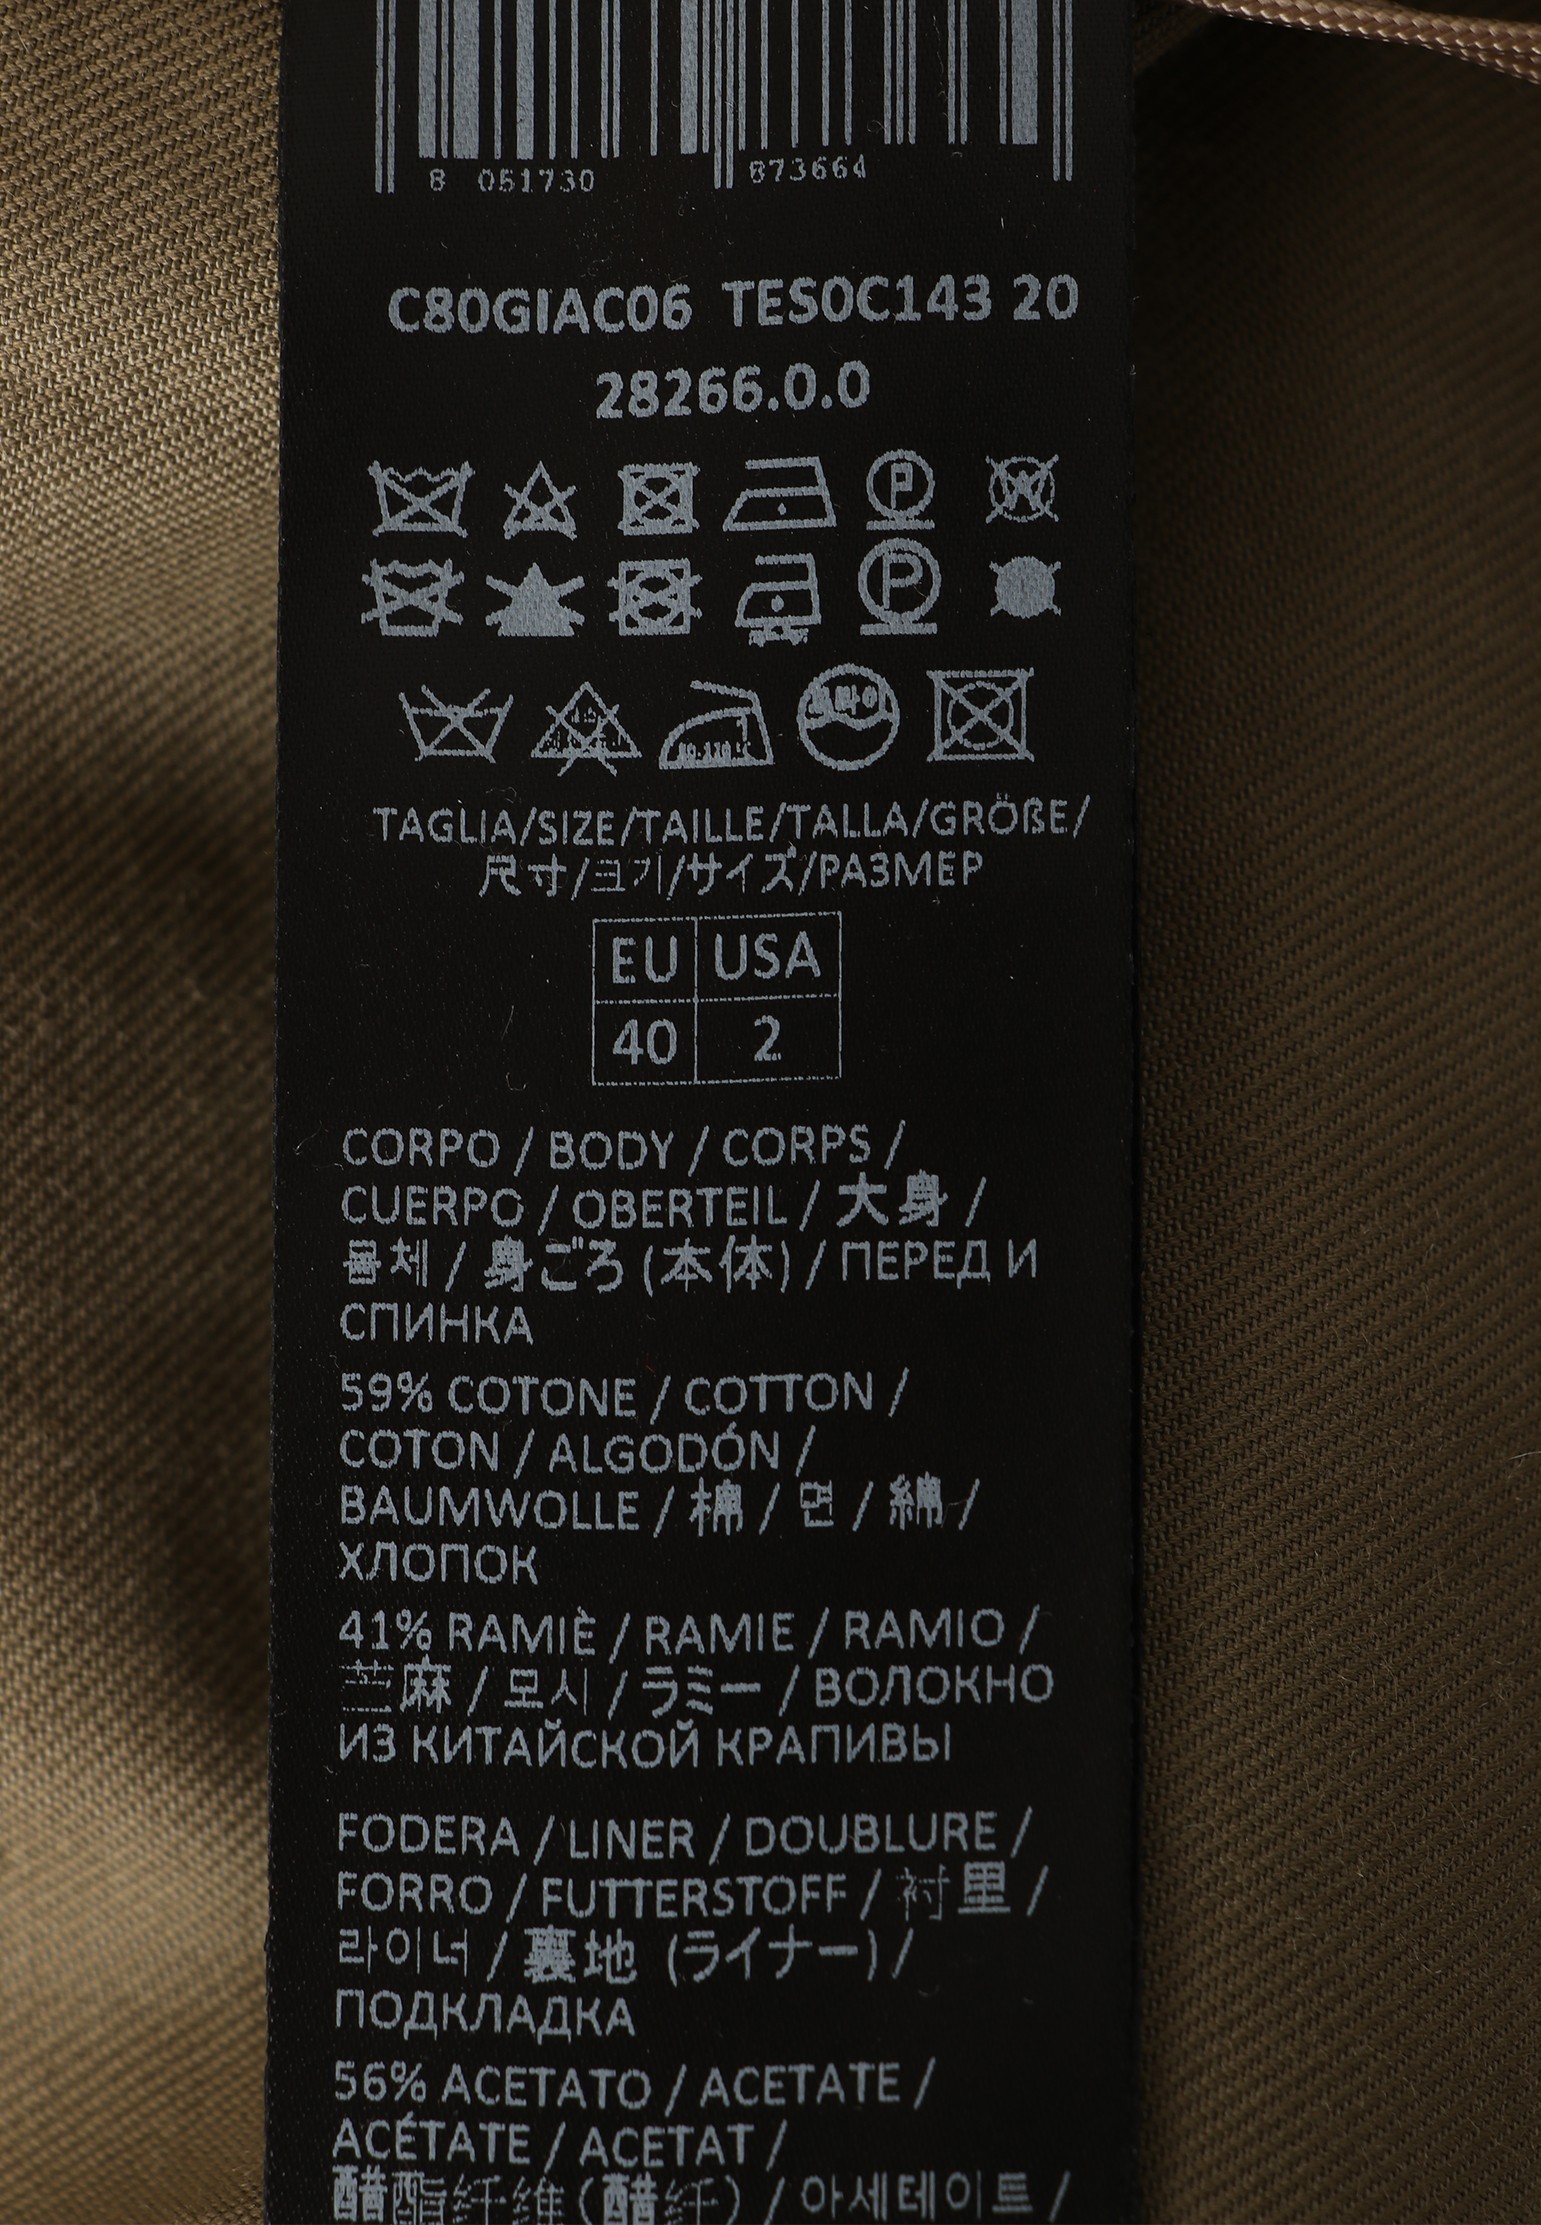 8 051730 873664
C80GIAC06 TES0C143 20
28266.0.0
P W
P
드라이
TAGLIA/SIZE/TAILLE/TALLA/GRÖßE/
尺寸/크기/サイズ/РАЗМЕР
EU USA
40 2
CORPO / BODY / CORPS /
CUERPO / OBERTEIL / 大身 /
몸체 / 身ごろ (本体) / ПЕРЕД И
СПИНКА
59% COTONE / COTTON /
COTON / ALGODÓN /
BAUMWOLLE / 棉 / 면 / 綿 /
ХЛОПОК
41% RAMIÈ / RAMIE / RAMIO /
苎麻 / 모시 / ラミー / ВОЛОКНО
ИЗ КИТАЙСКОЙ КРАПИВЫ
FODERA / LINER / DOUBLURE /
FORRO / FUTTERSTOFF / 衬里 /
라이너 / 裏地 (ライナー) /
ПОДКЛАДКА
56% ACETATO / ACETATE /
ACÉTATE / ACETAT /
醋酯纤维 (醋纤) / 아세테이트 /